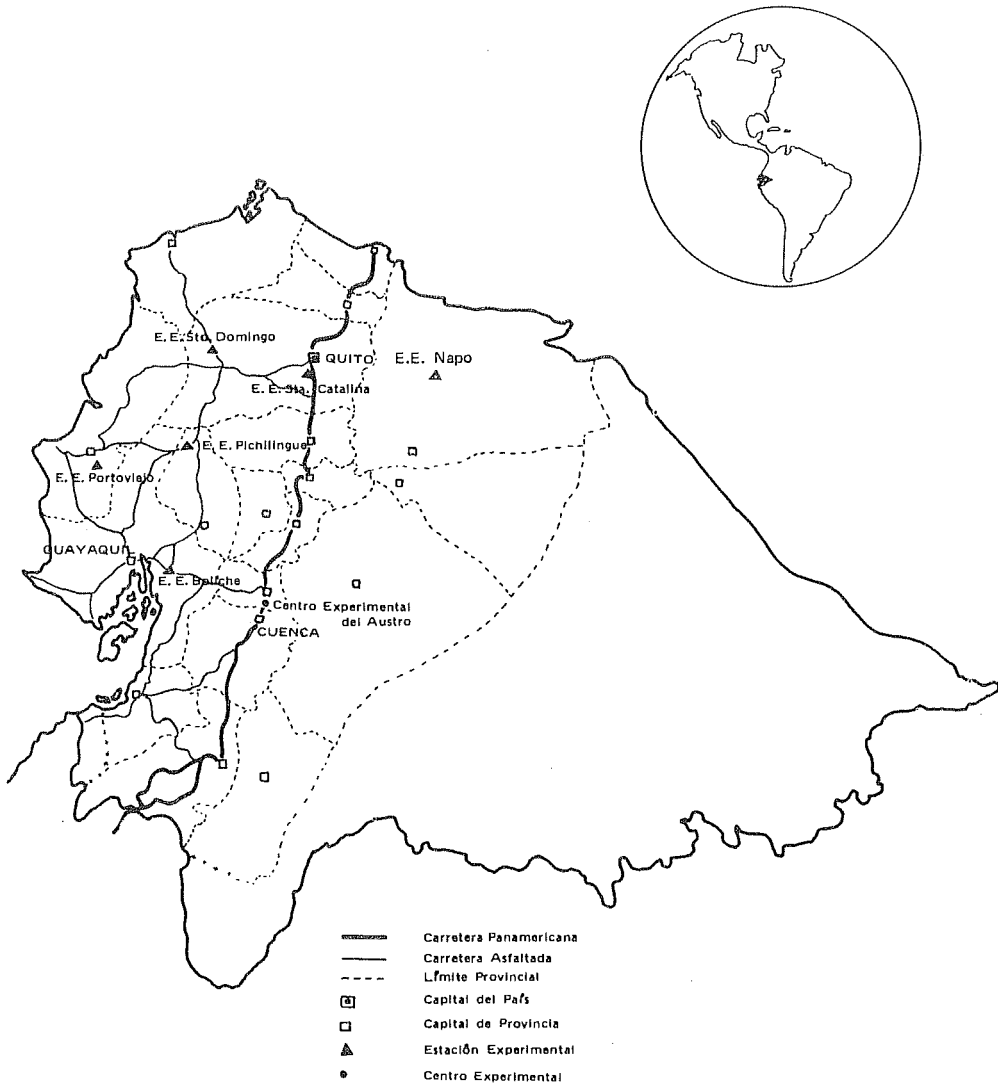 E. E. Sto. Domingo
QUITO
E.E. Napo
E. E. Sta. Catalina
E. E. Pichilingue
E. E. Portoviejo
GUAYAQUIL
E. E. Boliche
Centro Experimental
del Austro
CUENCA
Carretera Panamericana
Carretera Asfaltada
Límite Provincial
Capital del País
Capital de Provincia
Estación Experimental
Centro Experimental